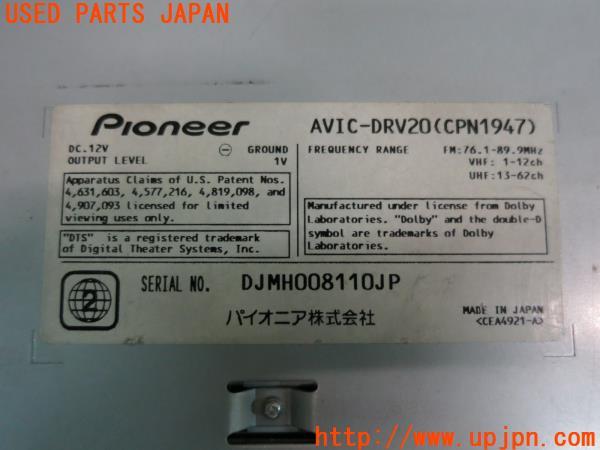 USED PARTS JAPAN
Pioneer
AVIC-DRV20(CPN1947)
DC.12V ⊖ GROUND
OUTPUT LEVEL 1V
FREQUENCY RANGE FM:76.1-89.9MHz
VHF: 1-12ch
UHF:13-62ch
Apparatus Claims of U.S. Patent Nos.
4,631,603, 4,577,216, 4,819,098, and
4,907,093 licensed for limited
viewing uses only.
Manufactured under license from Dolby
Laboratories. "Dolby" and the double-D
symbol are trademarks of Dolby
Laboratories.
"DTS" is a registered trademark
of Digital Theater Systems, Inc.
2
SERIAL NO. DJMH008110JP
パイオニア株式会社
MADE IN JAPAN
<CEA4921-A>
UPJ
http://www.upjpn.com